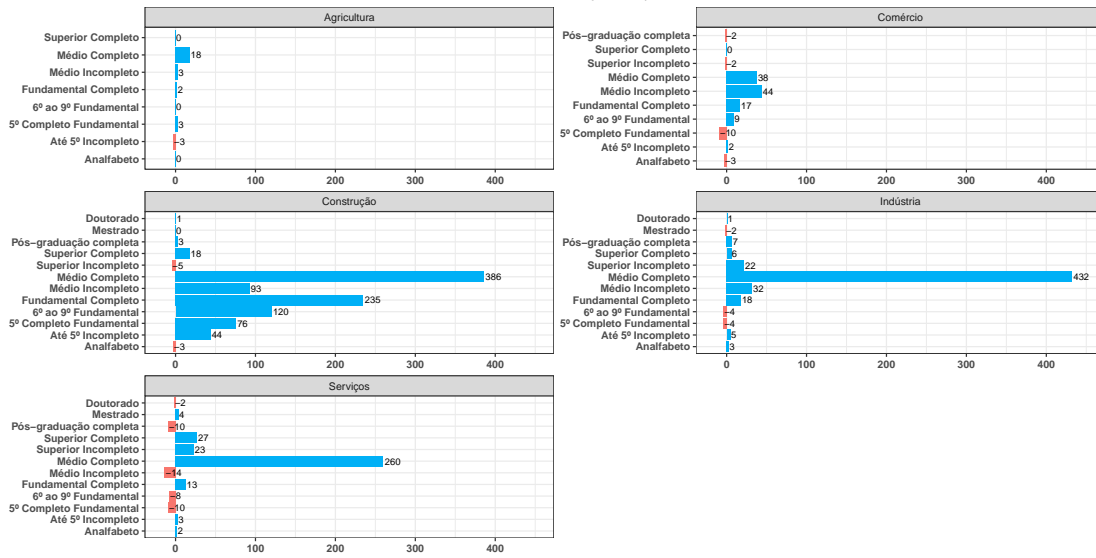 Agricultura
Superior Completo 0
Médio Completo 18
Médio Incompleto 3
Fundamental Completo 2
6º ao 9º Fundamental 0
5º Completo Fundamental 3
Até 5º Incompleto −3
Analfabeto 0
0 100 200 300 400
Comércio
Pós−graduação completa −2
Superior Completo 0
Superior Incompleto −2
Médio Completo 38
Médio Incompleto 44
Fundamental Completo 17
6º ao 9º Fundamental 9
5º Completo Fundamental −10
Até 5º Incompleto 2
Analfabeto −3
0 100 200 300 400
Construção
Doutorado 1
Mestrado 0
Pós−graduação completa 3
Superior Completo 18
Superior Incompleto −5
Médio Completo 386
Médio Incompleto 93
Fundamental Completo 235
6º ao 9º Fundamental 120
5º Completo Fundamental 76
Até 5º Incompleto 44
Analfabeto −3
0 100 200 300 400
Indústria
Doutorado 1
Mestrado −2
Pós−graduação completa 7
Superior Completo 6
Superior Incompleto 22
Médio Completo 432
Médio Incompleto 32
Fundamental Completo 18
6º ao 9º Fundamental −4
5º Completo Fundamental −4
Até 5º Incompleto 5
Analfabeto 3
0 100 200 300 400
Serviços
Doutorado −2
Mestrado 4
Pós−graduação completa −10
Superior Completo 27
Superior Incompleto 23
Médio Completo 260
Médio Incompleto −14
Fundamental Completo 13
6º ao 9º Fundamental −8
5º Completo Fundamental −10
Até 5º Incompleto 3
Analfabeto 2
0 100 200 300 400